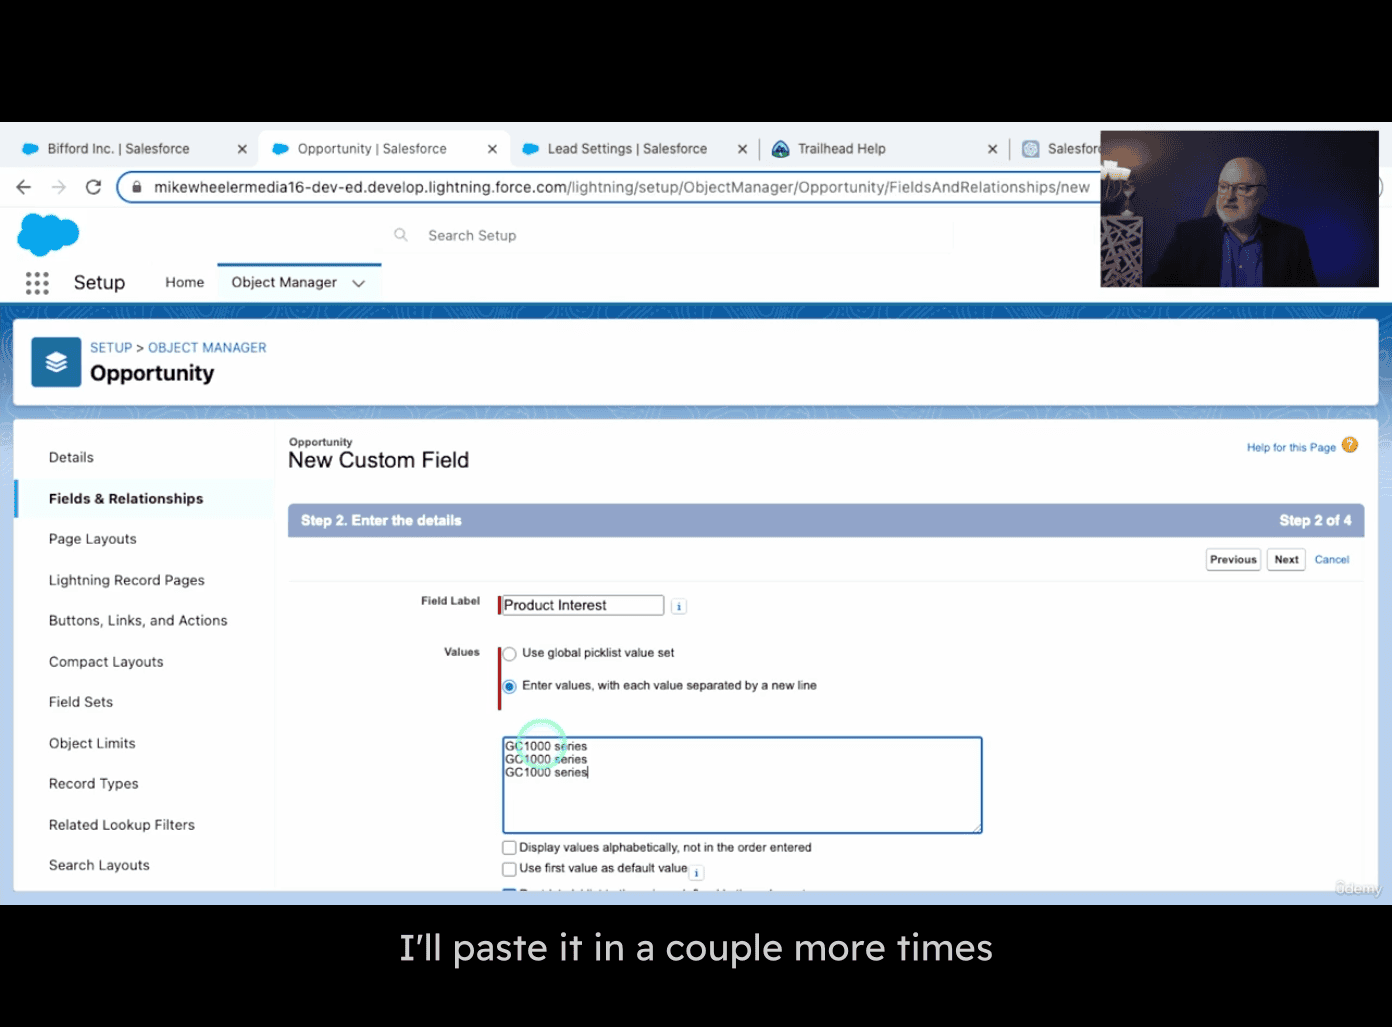 Bifford Inc. | Salesforce
Opportunity | Salesforce
Lead Settings | Salesforce
Trailhead Help
Salesforc
mikewheelermedia16-dev-ed.develop.lightning.force.com/lightning/setup/ObjectManager/Opportunity/FieldsAndRelationships/new
Search Setup
Setup
Home
Object Manager
SETUP > OBJECT MANAGER
Opportunity
Details
Fields & Relationships
Page Layouts
Lightning Record Pages
Buttons, Links, and Actions
Compact Layouts
Field Sets
Object Limits
Record Types
Related Lookup Filters
Search Layouts
Opportunity
New Custom Field
Help for this Page
Step 2. Enter the details
Step 2 of 4
Previous
Next
Cancel
Field Label
Product Interest
Values
Use global picklist value set
Enter values, with each value separated by a new line
GC1000 series
GC1000 series
GC1000 series
Display values alphabetically, not in the order entered
Use first value as default value
ûdemy
I'll paste it in a couple more times